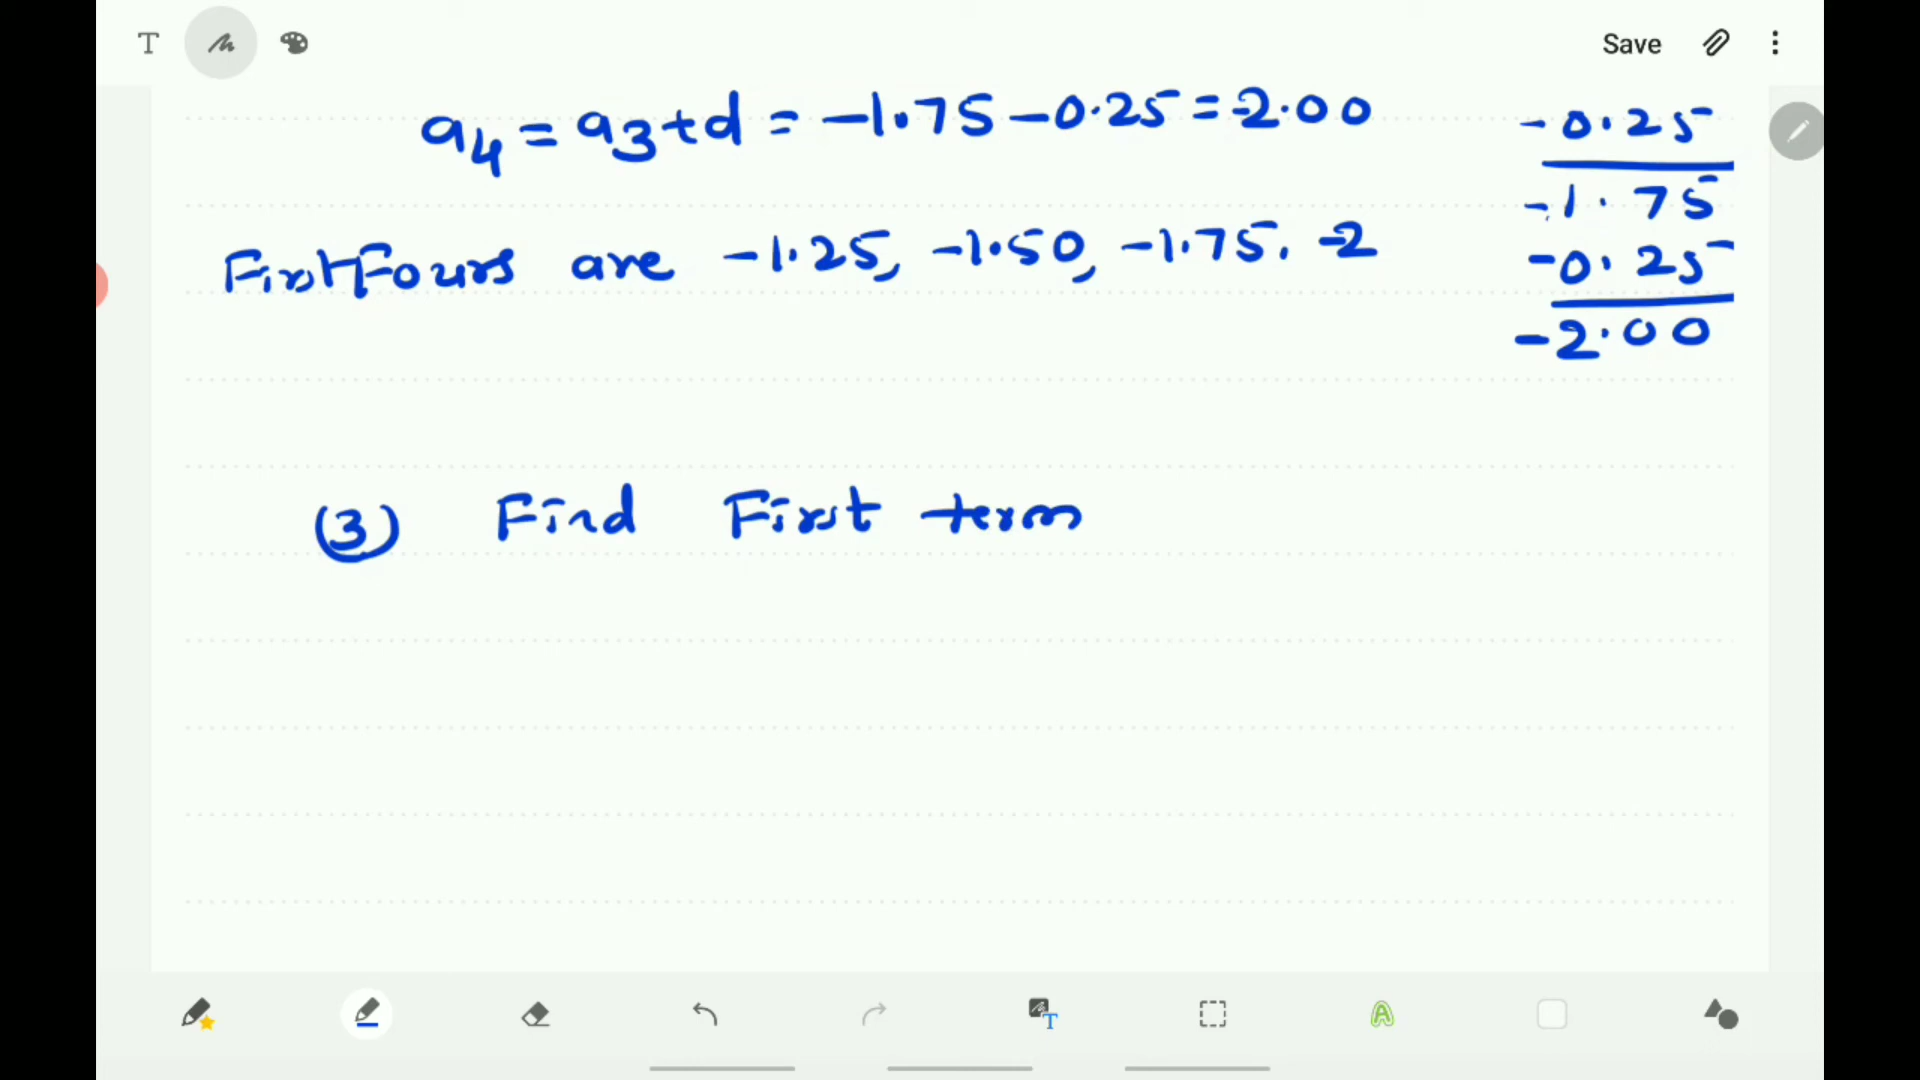 T Save
a4 = a3+d = -1.75-0.25=-2.00
First Fours are -1.25, -1.50, -1.75. -2
-0.25
-1.75
-0.25
-2.00
(3) Find First term
T A